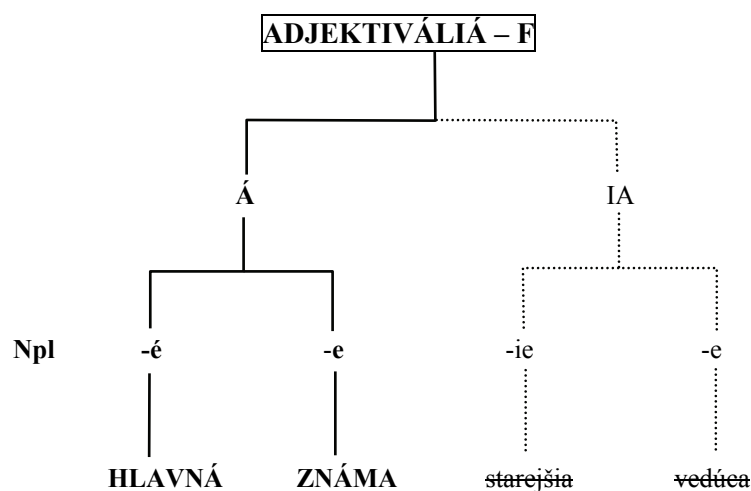 ADJEKTIVÁLIÁ – F
Á IA
Npl -é -e -ie -e
HLAVNÁ ZNÁMA starejšia vedúca